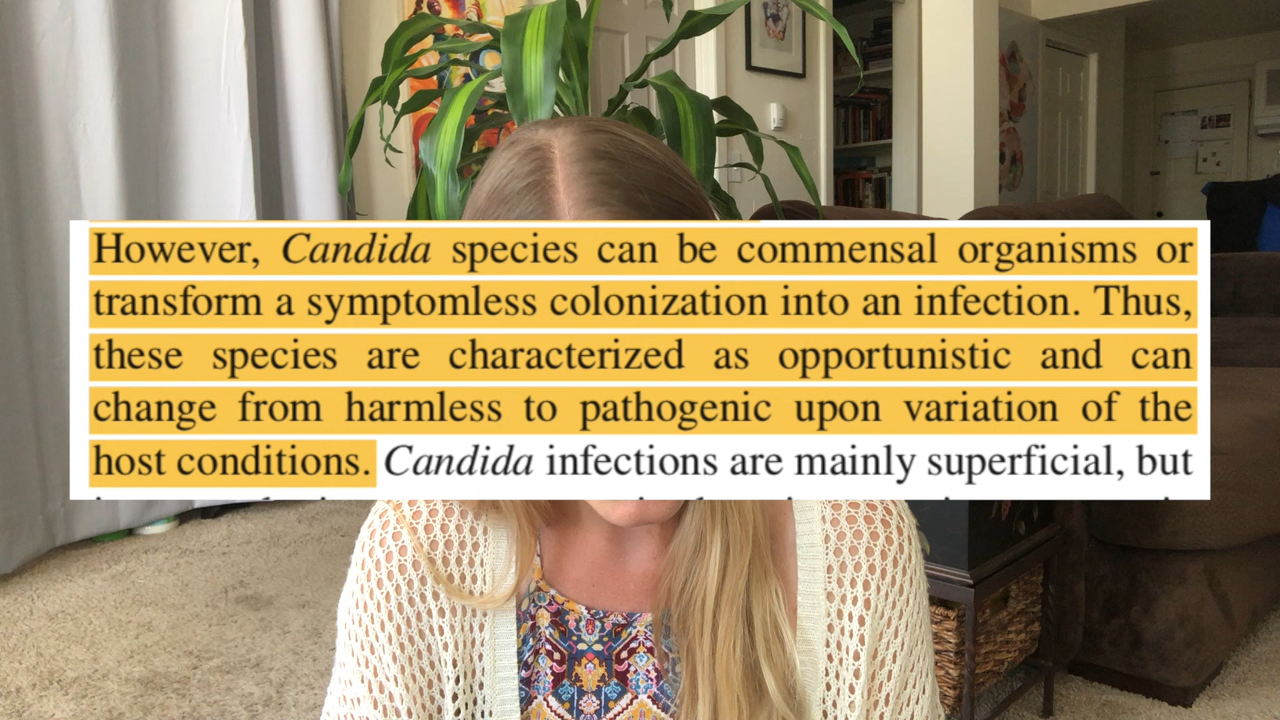 However, Candida species can be commensal organisms or
transform a symptomless colonization into an infection. Thus,
these species are characterized as opportunistic and can
change from harmless to pathogenic upon variation of the
host conditions. Candida infections are mainly superficial, but